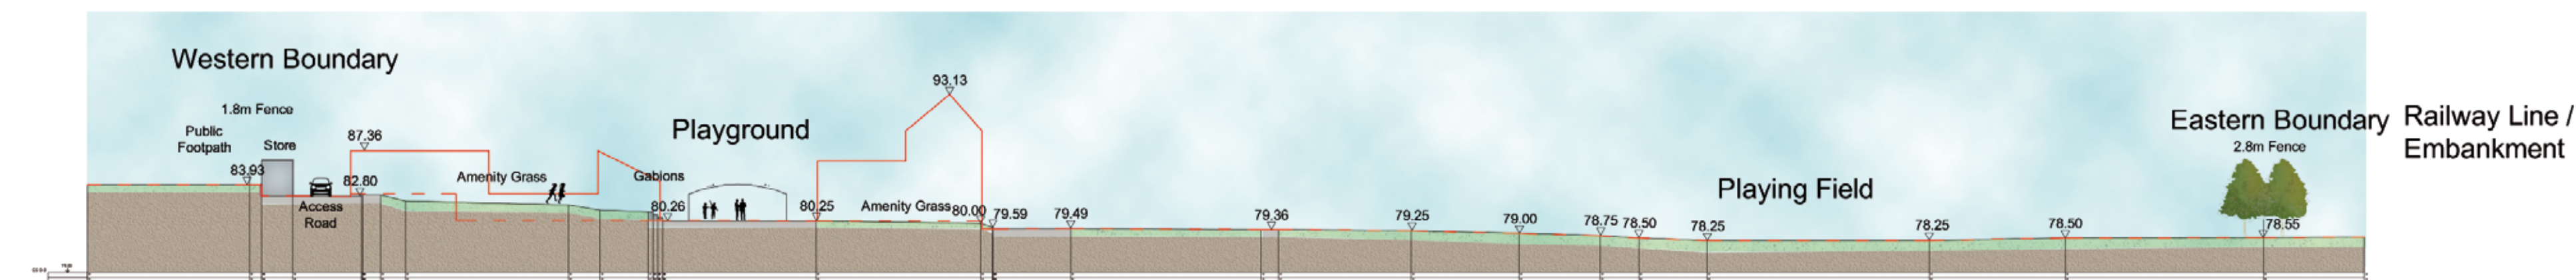 Western Boundary
1.8m Fence
Public
Footpath
Store
83.93
Access
Road
87.36
82.80
Amenity Grass
Gabions
80.26
Playground
80.25
Amenity Grass
93.13
80.00
79.59
79.49
79.36
79.25
79.00
78.75
78.50
78.25
Playing Field
78.25
78.50
Eastern Boundary
2.8m Fence
78.55
Railway Line /
Embankment